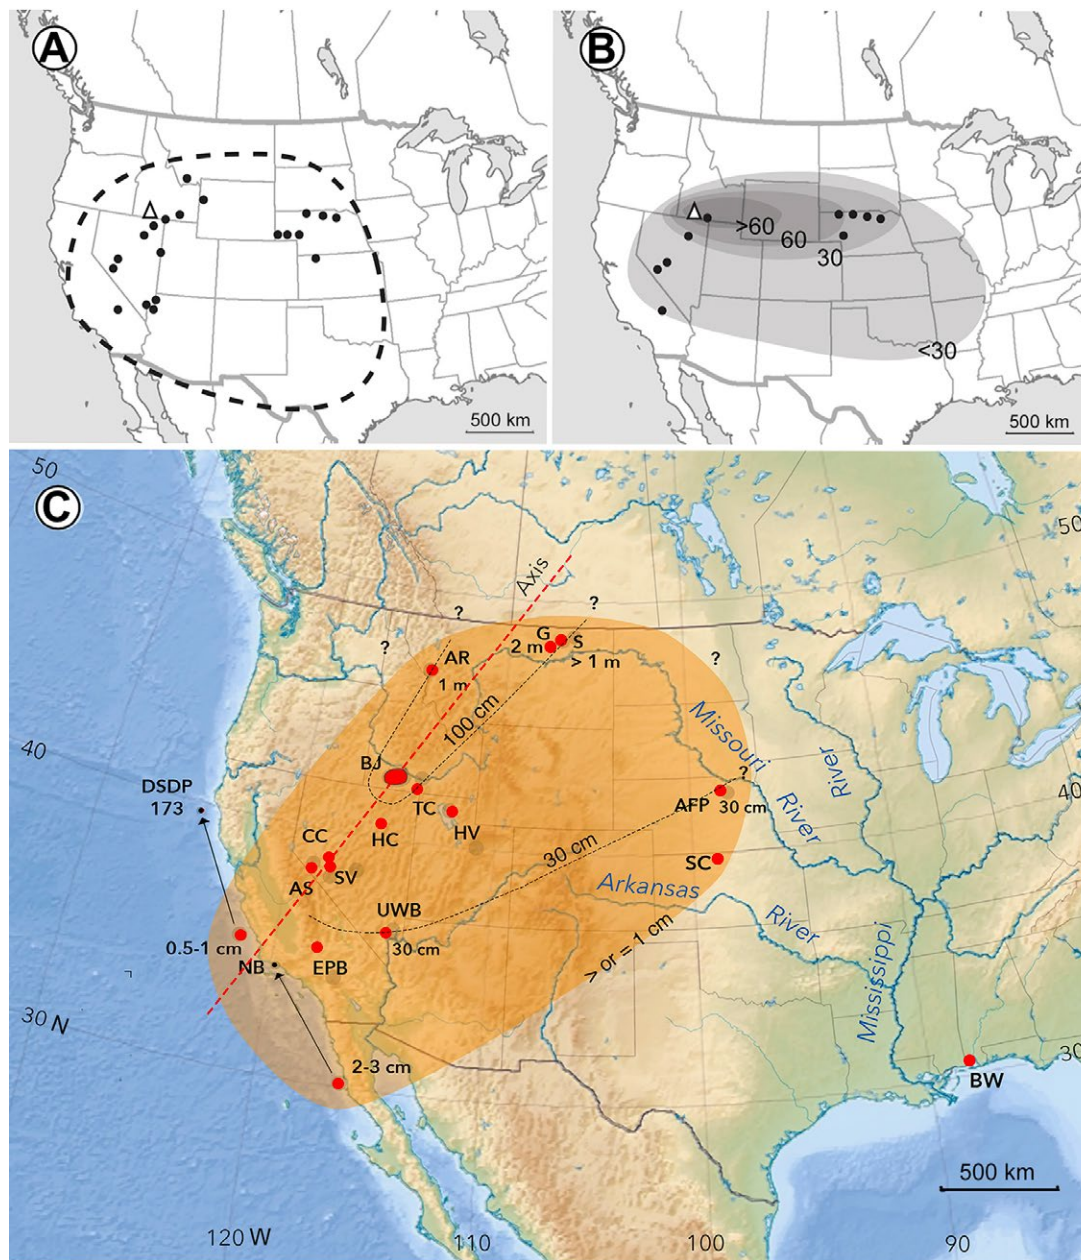 A
500 km
B
>60
60
30
<30
500 km
C
50
50
Axis
?
?
?
?
G
S
2 m
> 1 m
AR
1 m
100 cm
Missouri
River
River
40
BJ
?
DSDP
173
TC
AFP
30 cm
40
HC
HV
CC
30 cm
SC
AS
SV
Arkansas
River
UWB
0.5-1 cm
30 cm
> or = 1 cm
NB
EPB
Mississippi
30 N
30
2-3 cm
BW
500 km
120 W
110
100
90